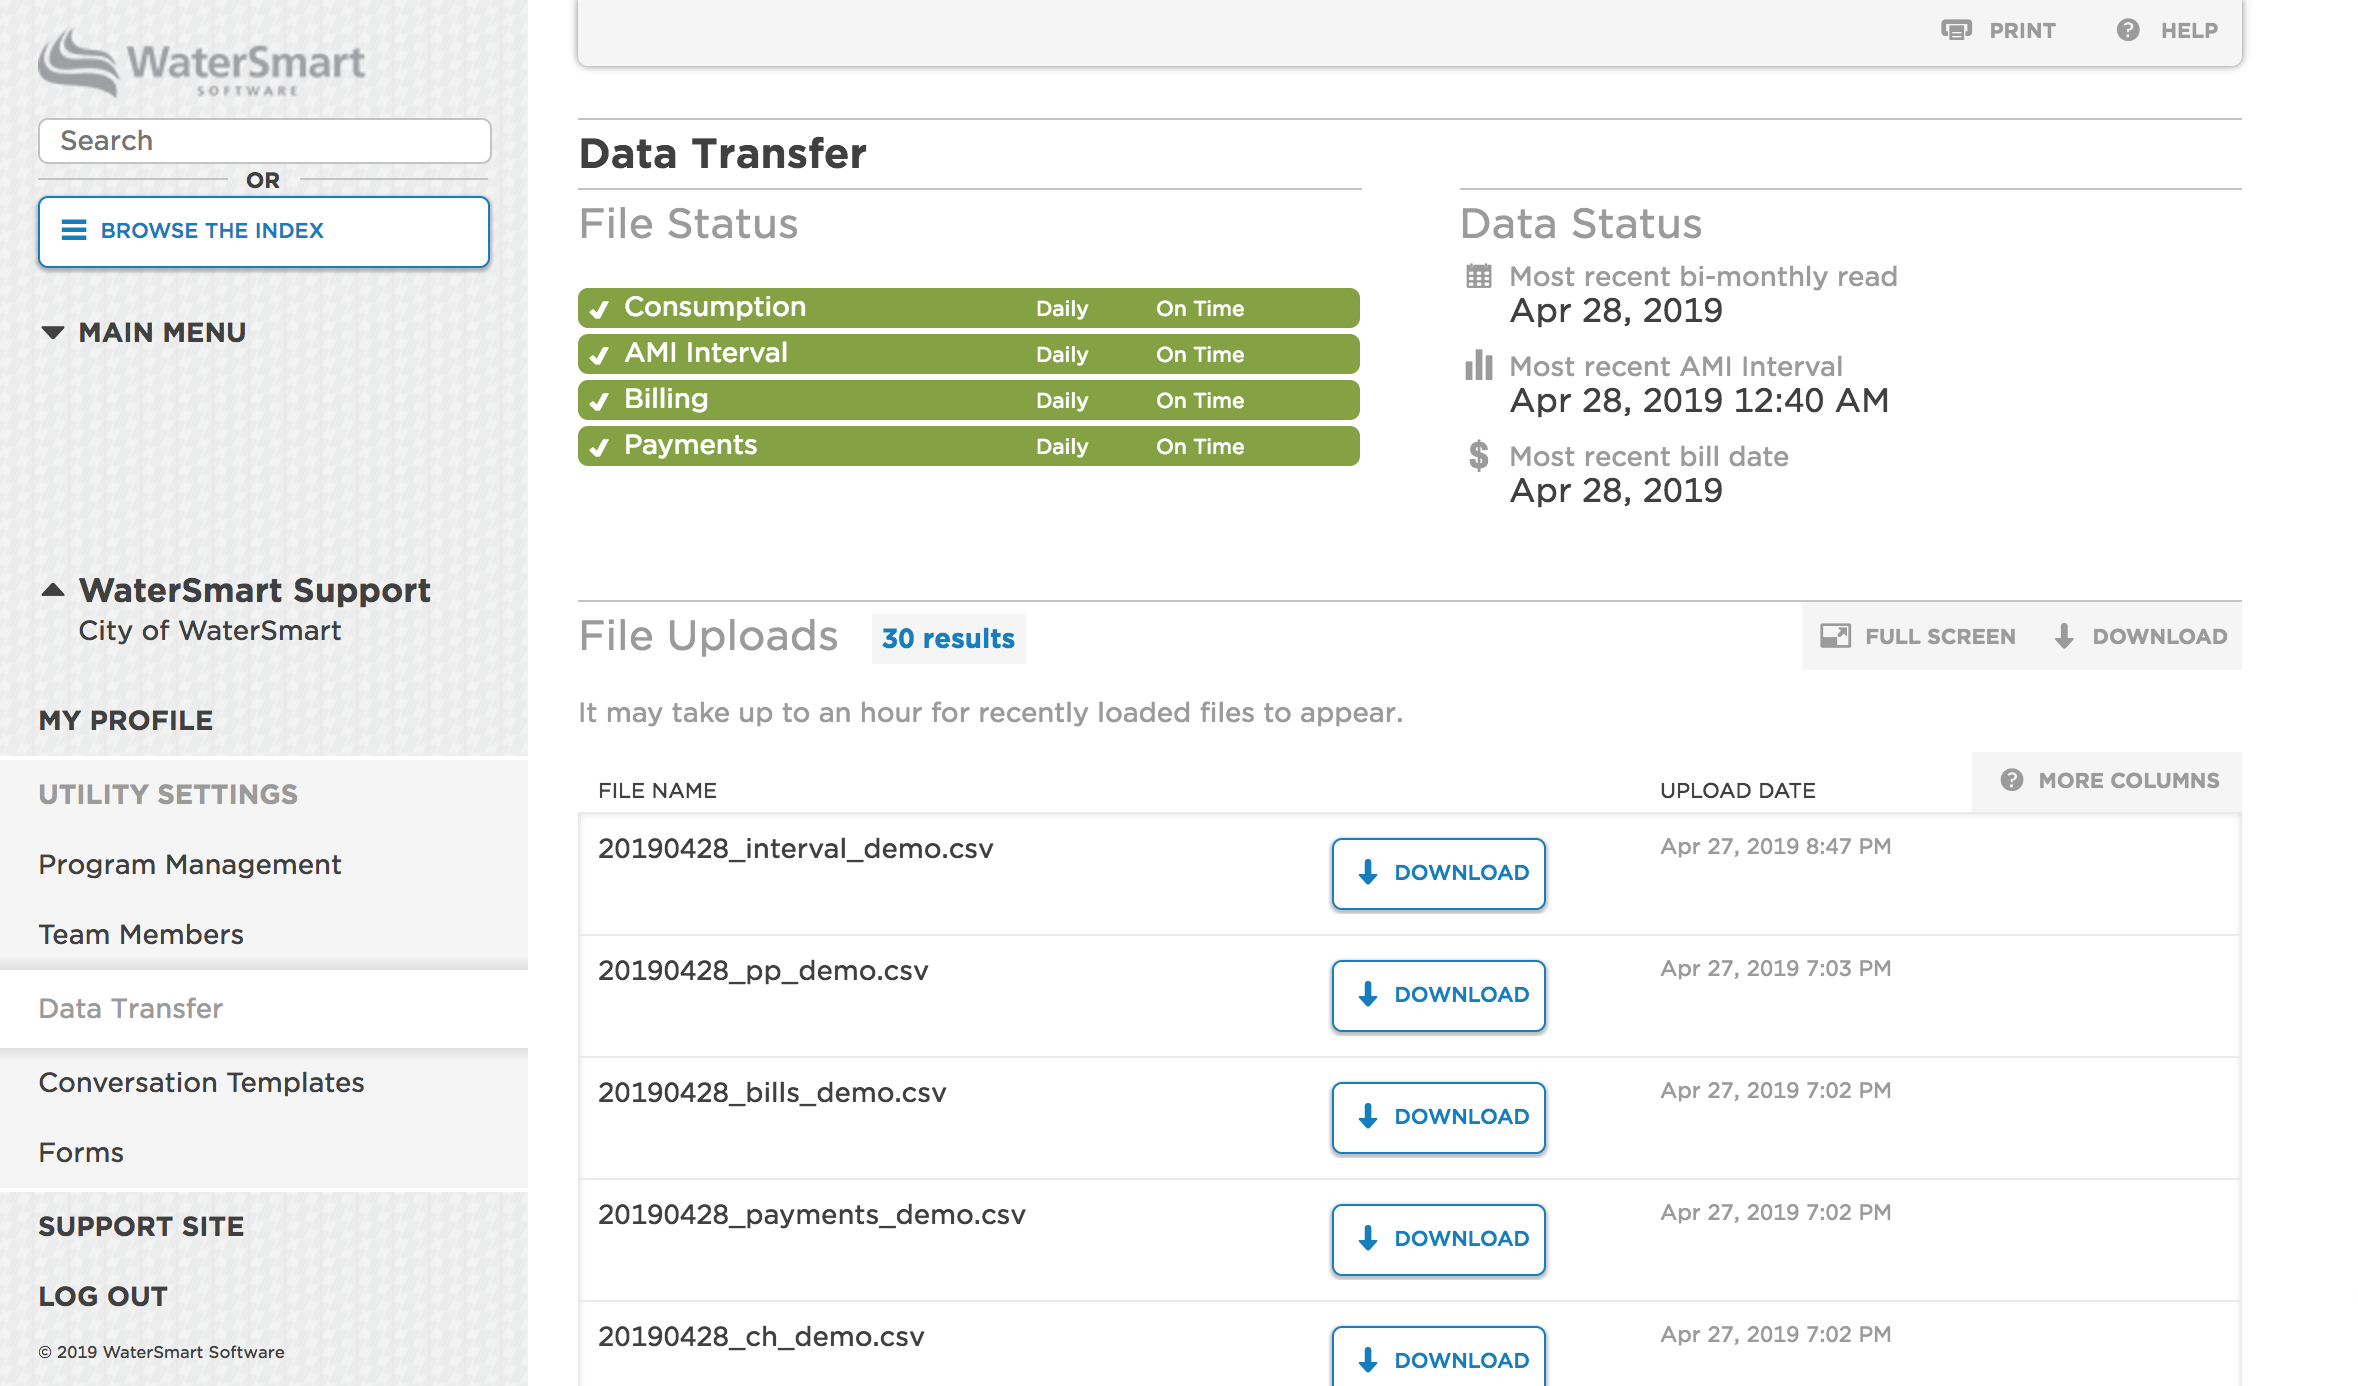 WaterSmart
SOFTWARE
Search
OR
BROWSE THE INDEX
MAIN MENU
WaterSmart Support
City of WaterSmart
MY PROFILE
UTILITY SETTINGS
Program Management
Team Members
Data Transfer
Conversation Templates
Forms
SUPPORT SITE
LOG OUT
© 2019 WaterSmart Software
PRINT HELP
Data Transfer
File Status
Consumption Daily On Time
AMI Interval Daily On Time
Billing Daily On Time
Payments Daily On Time
Data Status
Most recent bi-monthly read
Apr 28, 2019
Most recent AMI Interval
Apr 28, 2019 12:40 AM
Most recent bill date
Apr 28, 2019
File Uploads 30 results FULL SCREEN DOWNLOAD
It may take up to an hour for recently loaded files to appear.
FILE NAME UPLOAD DATE MORE COLUMNS
20190428_interval_demo.csv DOWNLOAD Apr 27, 2019 8:47 PM
20190428_pp_demo.csv DOWNLOAD Apr 27, 2019 7:03 PM
20190428_bills_demo.csv DOWNLOAD Apr 27, 2019 7:02 PM
20190428_payments_demo.csv DOWNLOAD Apr 27, 2019 7:02 PM
20190428_ch_demo.csv DOWNLOAD Apr 27, 2019 7:02 PM